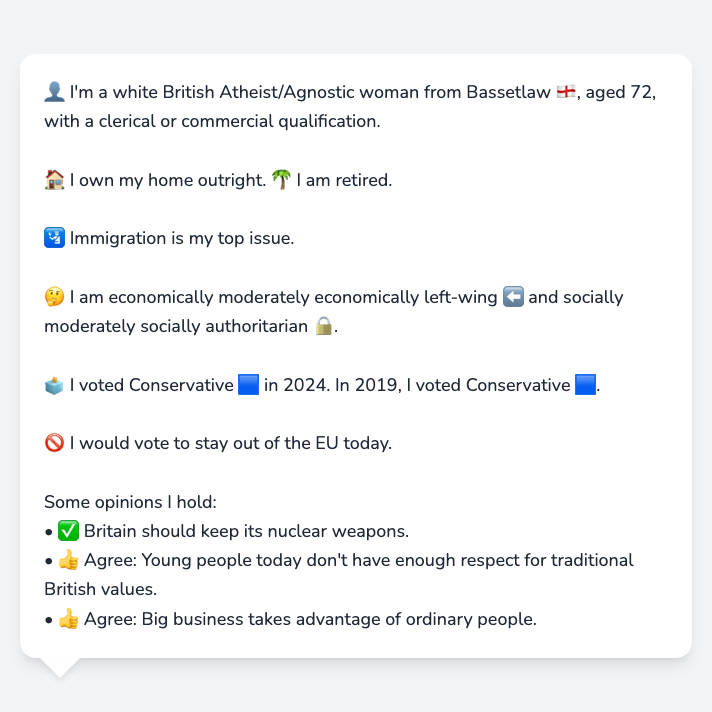 👤 I'm a white British Atheist/Agnostic woman from Bassetlaw 🏴󠁧󠁢󠁥󠁮󠁧󠁿, aged 72,
with a clerical or commercial qualification.
🏠 I own my home outright. 🌴 I am retired.
🛂 Immigration is my top issue.
🤔 I am economically moderately economically left-wing ⬅️ and socially
moderately socially authoritarian 🔒.
🗳️ I voted Conservative 🟦 in 2024. In 2019, I voted Conservative 🟦.
🚫 I would vote to stay out of the EU today.
Some opinions I hold:
• ✅ Britain should keep its nuclear weapons.
• 👍 Agree: Young people today don't have enough respect for traditional
British values.
• 👍 Agree: Big business takes advantage of ordinary people.